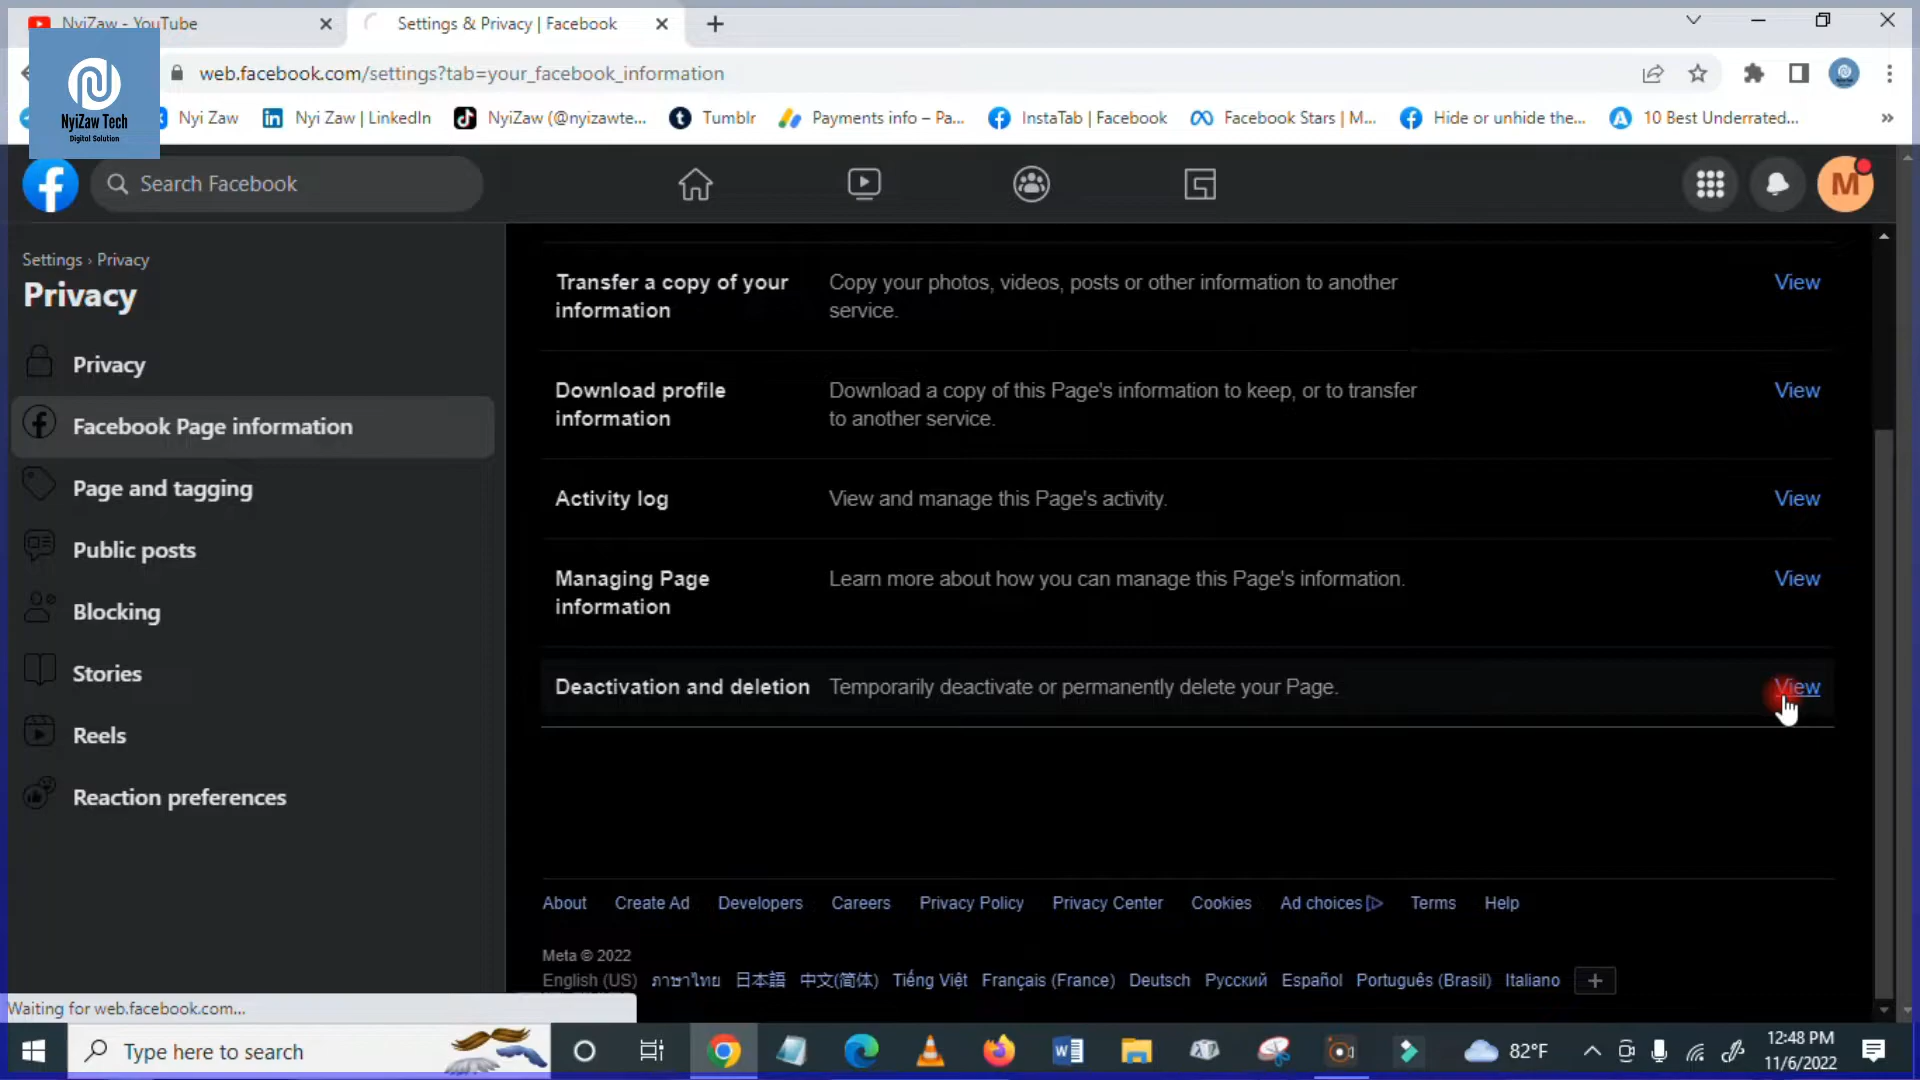 NyiZaw - YouTube
Settings & Privacy | Facebook
web.facebook.com/settings?tab=your_facebook_information
Nyi Zaw
Nyi Zaw | LinkedIn
NyiZaw (@nyizawte...
Tumblr
Payments info – Pa...
InstaTab | Facebook
Facebook Stars | M...
Hide or unhide the...
10 Best Underrated...
»
NyiZaw Tech
Digital Solution
Search Facebook
M
Settings › Privacy
Privacy
Privacy
Facebook Page information
Page and tagging
Public posts
Blocking
Stories
Reels
Reaction preferences
Transfer a copy of your
information
Copy your photos, videos, posts or other information to another
service.
View
Download profile
information
Download a copy of this Page's information to keep, or to transfer
to another service.
View
Activity log
View and manage this Page's activity.
View
Managing Page
information
Learn more about how you can manage this Page's information.
View
Deactivation and deletion
Temporarily deactivate or permanently delete your Page.
View
About Create Ad Developers Careers Privacy Policy Privacy Center Cookies Ad choices Terms Help
Meta © 2022
English (US) ภาษาไทย 日本語 中文(简体) Tiếng Việt Français (France) Deutsch Русский Español Português (Brasil) Italiano
Waiting for web.facebook.com...
Type here to search
82°F
12:48 PM
11/6/2022